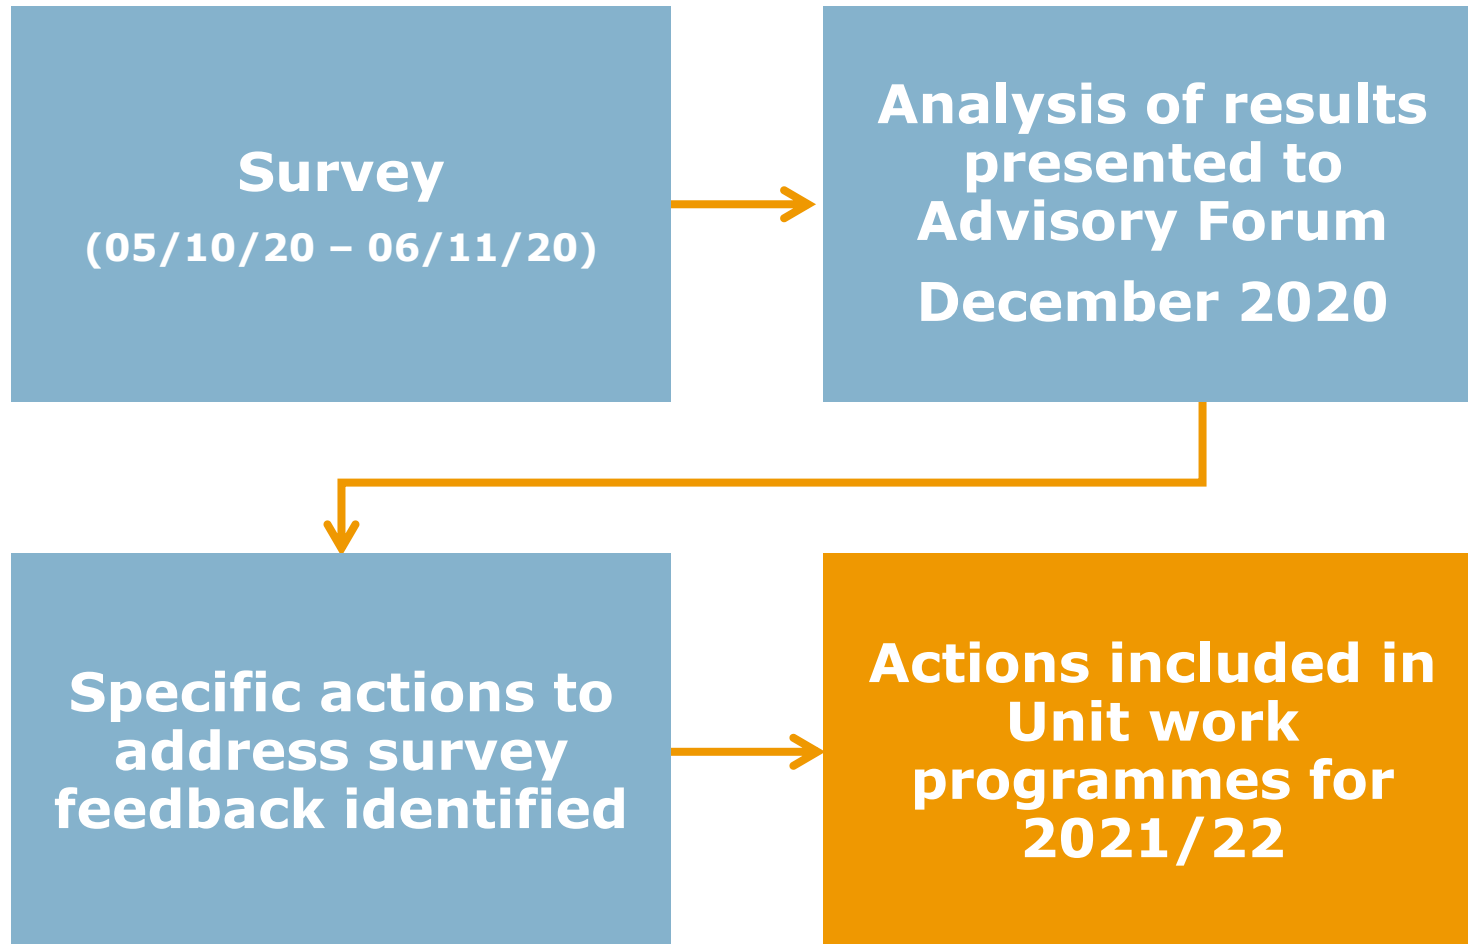 Survey
(05/10/20 – 06/11/20)
Analysis of results
presented to
Advisory Forum
December 2020
Specific actions to
address survey
feedback identified
Actions included in
Unit work
programmes for
2021/22